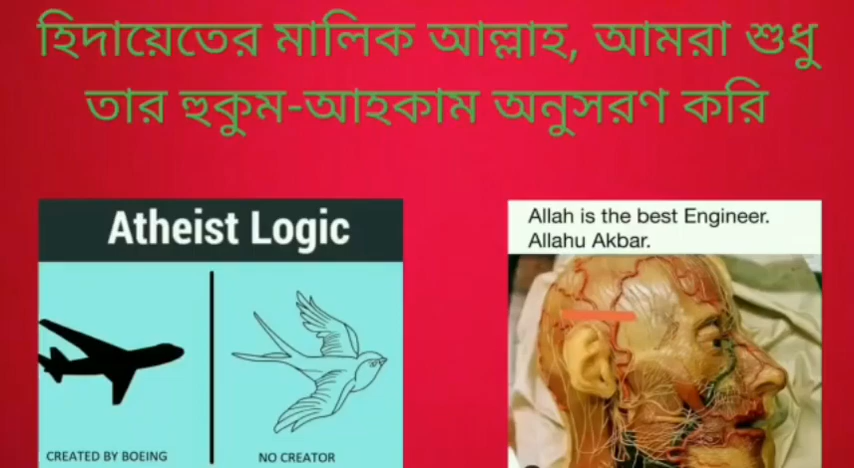 হিদায়েতের মালিক আল্লাহ, আমরা শুধু
তার হুকুম-আহকাম অনুসরণ করি
Atheist Logic
CREATED BY BOEING
NO CREATOR
Allah is the best Engineer.
Allahu Akbar.